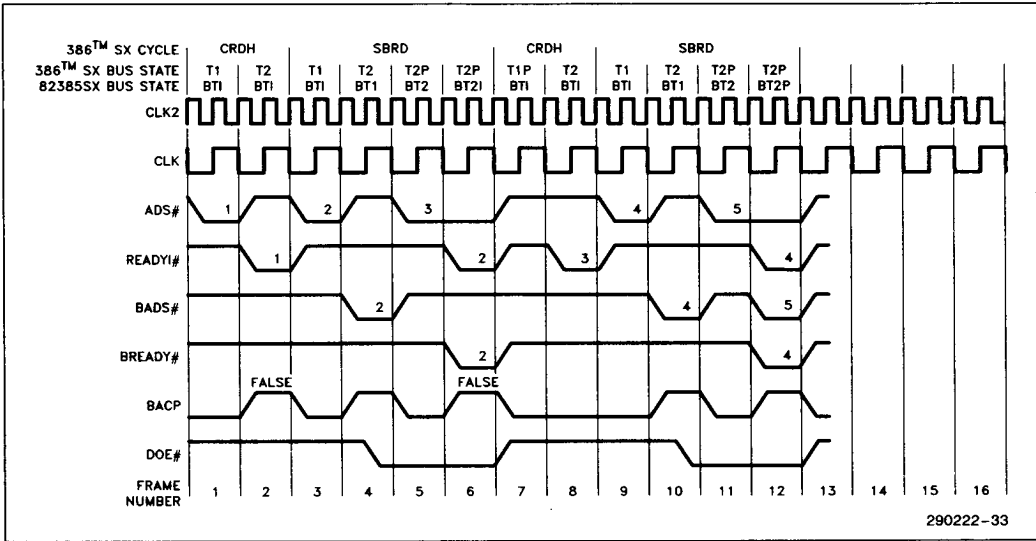 386™ SX CYCLE CRDH SBRD CRDH SBRD
386™ SX BUS STATE T1 T2 T1 T2 T2P T2P T1P T2 T1 T2 T2P T2P
82385SX BUS STATE BTI BTI BTI BT1 BT2 BT2I BTI BTI BTI BT1 BT2 BT2P
CLK2
CLK
ADS# 1 2 3 4 5
READYI# 1 2 3 4
BADS# 2 4 5
BREADY# 2 4
FALSE FALSE
BACP
DOE#
FRAME
NUMBER 1 2 3 4 5 6 7 8 9 10 11 12 13 14 15 16
290222-33